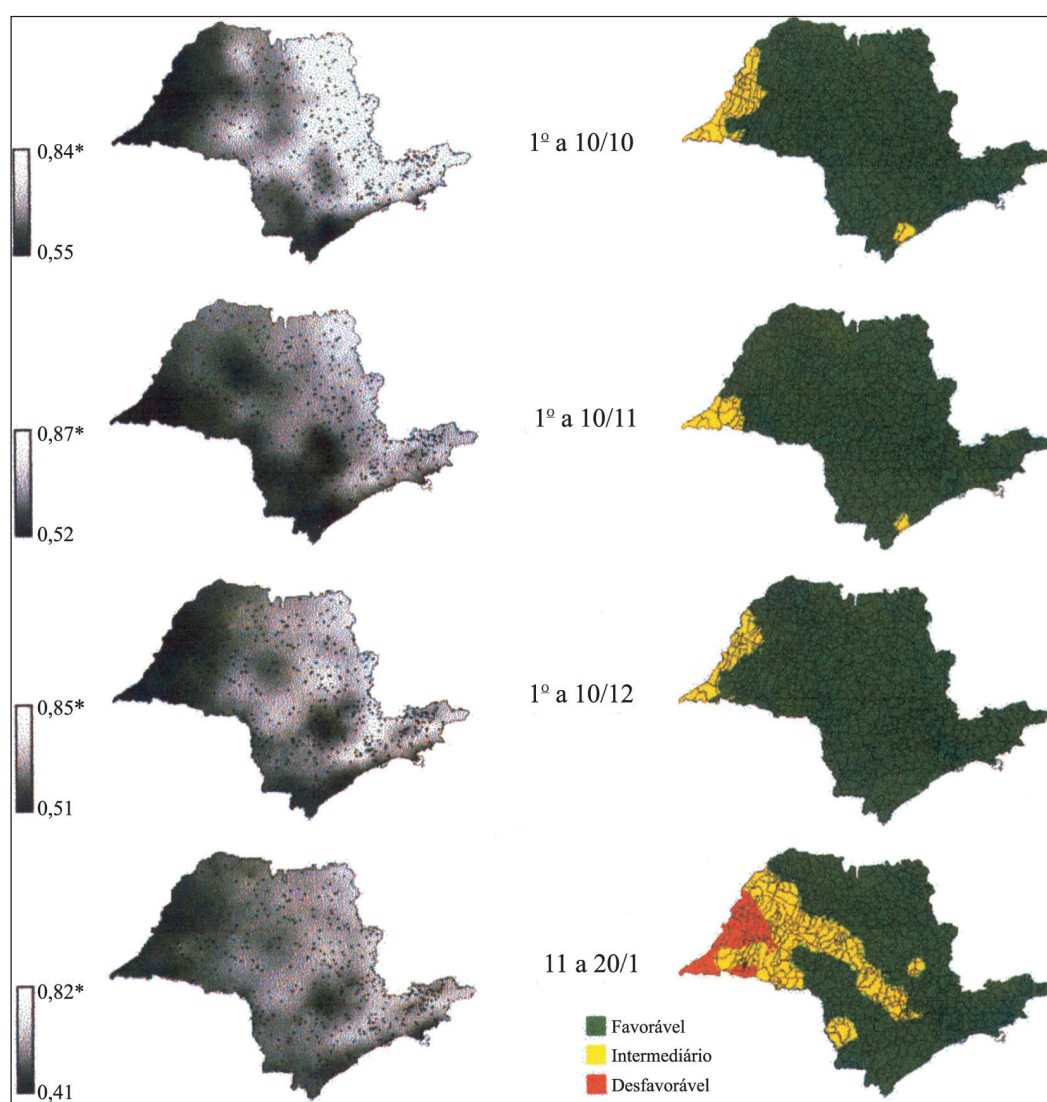 0,84*
1º a 10/10
0,55
0,87*
1º a 10/11
0,52
0,85*
1º a 10/12
0,51
0,82*
11 a 20/1
0,41
Favorável
Intermediário
Desfavorável